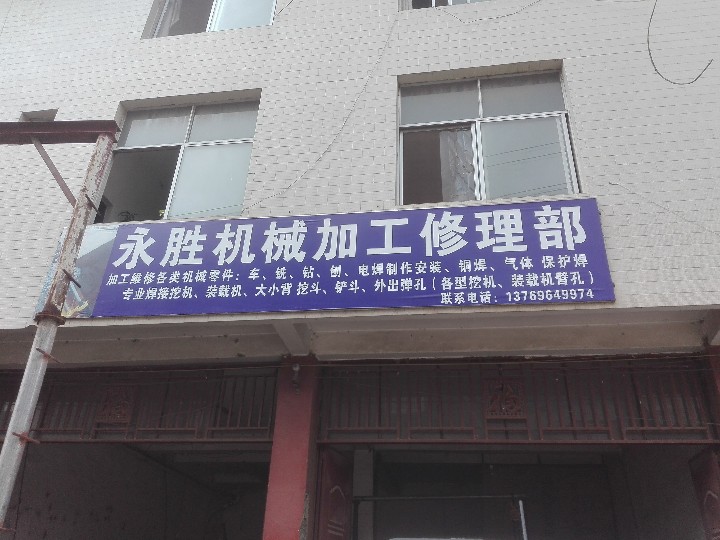 永胜机械加工修理部
加工维修各类机械零件：车、铣、钻、刨、电焊制作安装、铜焊、气体 保护焊
专业焊接挖机、装载机、大小背 挖斗、铲斗、外出弹孔（各型挖机、装载机臂孔）
联系电话：13769649974